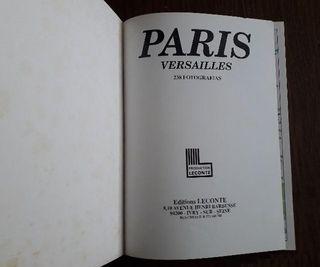 PARIS
VERSAILLES
238 FOTOGRAFIAS
PRODUCTION
LECONTE
Editions LECONTE
8,10 AVENUE HENRI BARBUSSE
94200 - IVRY - SUR - SEINE